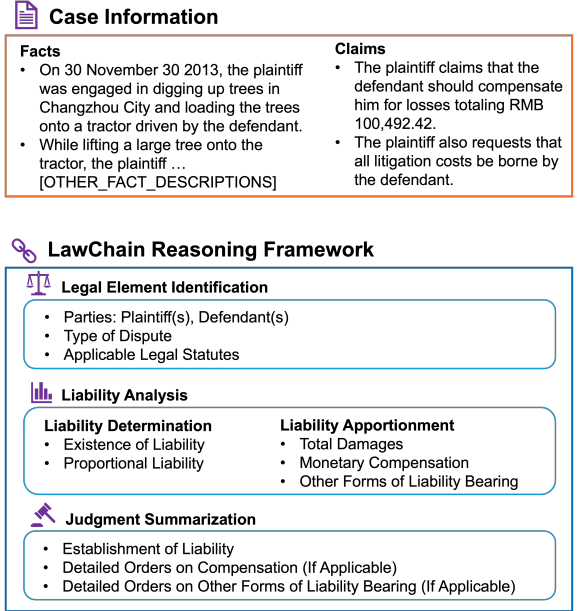 Case Information
Facts
• On 30 November 30 2013, the plaintiff
was engaged in digging up trees in
Changzhou City and loading the trees
onto a tractor driven by the defendant.
• While lifting a large tree onto the
tractor, the plaintiff …
[OTHER_FACT_DESCRIPTIONS]
Claims
• The plaintiff claims that the
defendant should compensate
him for losses totaling RMB
100,492.42.
• The plaintiff also requests that
all litigation costs be borne by
the defendant.
LawChain Reasoning Framework
Legal Element Identification
• Parties: Plaintiff(s), Defendant(s)
• Type of Dispute
• Applicable Legal Statutes
Liability Analysis
Liability Determination
• Existence of Liability
• Proportional Liability
Liability Apportionment
• Total Damages
• Monetary Compensation
• Other Forms of Liability Bearing
Judgment Summarization
• Establishment of Liability
• Detailed Orders on Compensation (If Applicable)
• Detailed Orders on Other Forms of Liability Bearing (If Applicable)